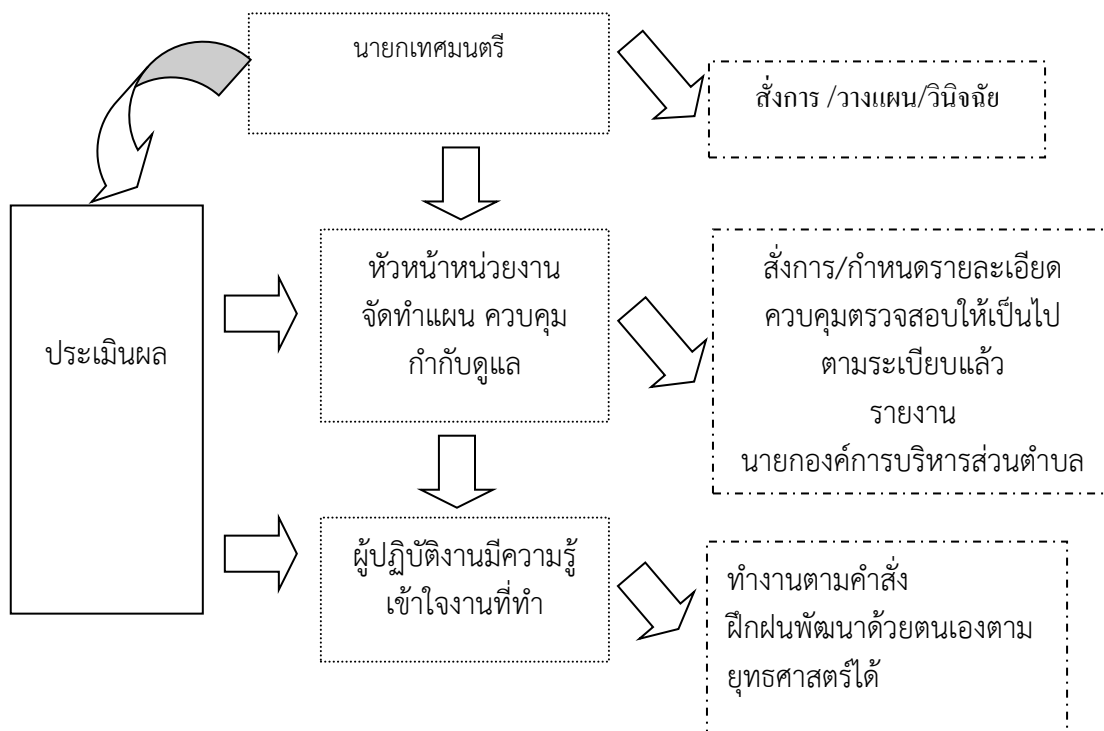 นายกเทศมนตรี
สั่งการ /วางแผน/วินิจฉัย
หัวหน้าหน่วยงาน
จัดทำแผน ควบคุม
กำกับดูแล
สั่งการ/กำหนดรายละเอียด
ควบคุมตรวจสอบให้เป็นไป
ตามระเบียบแล้ว
รายงาน
นายกองค์การบริหารส่วนตำบล
ประเมินผล
ผู้ปฏิบัติงานมีความรู้
เข้าใจงานที่ทำ
ทำงานตามคำสั่ง
ฝึกฝนพัฒนาด้วยตนเองตาม
ยุทธศาสตร์ได้